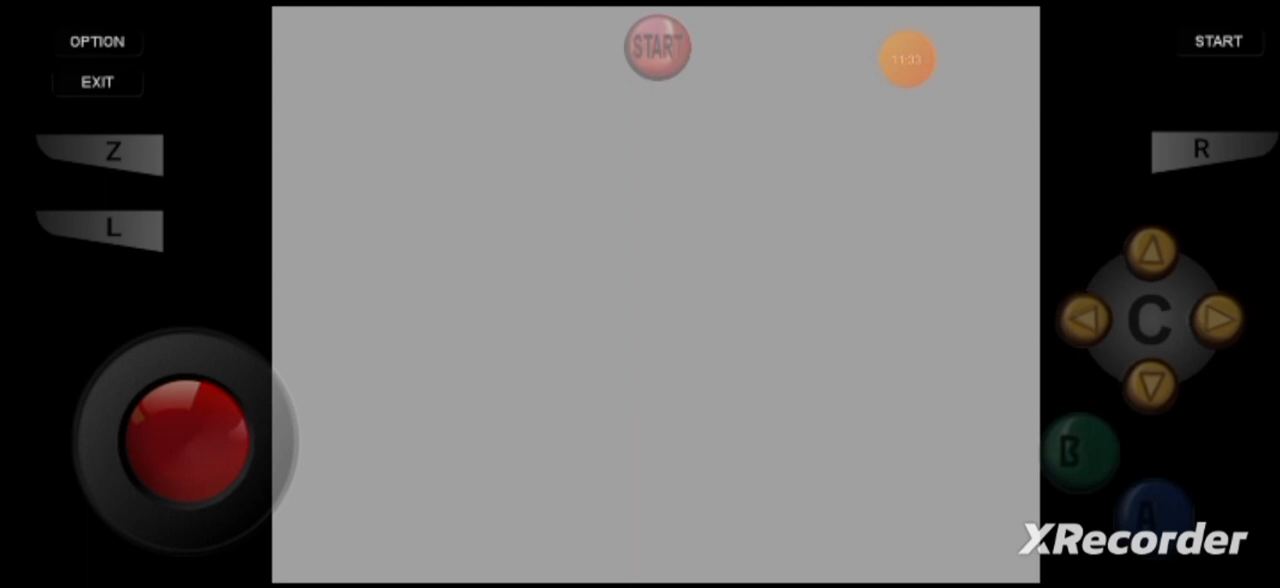 OPTION
START
START
11:33
EXIT
Z
R
L
C
B
A
XRecorder